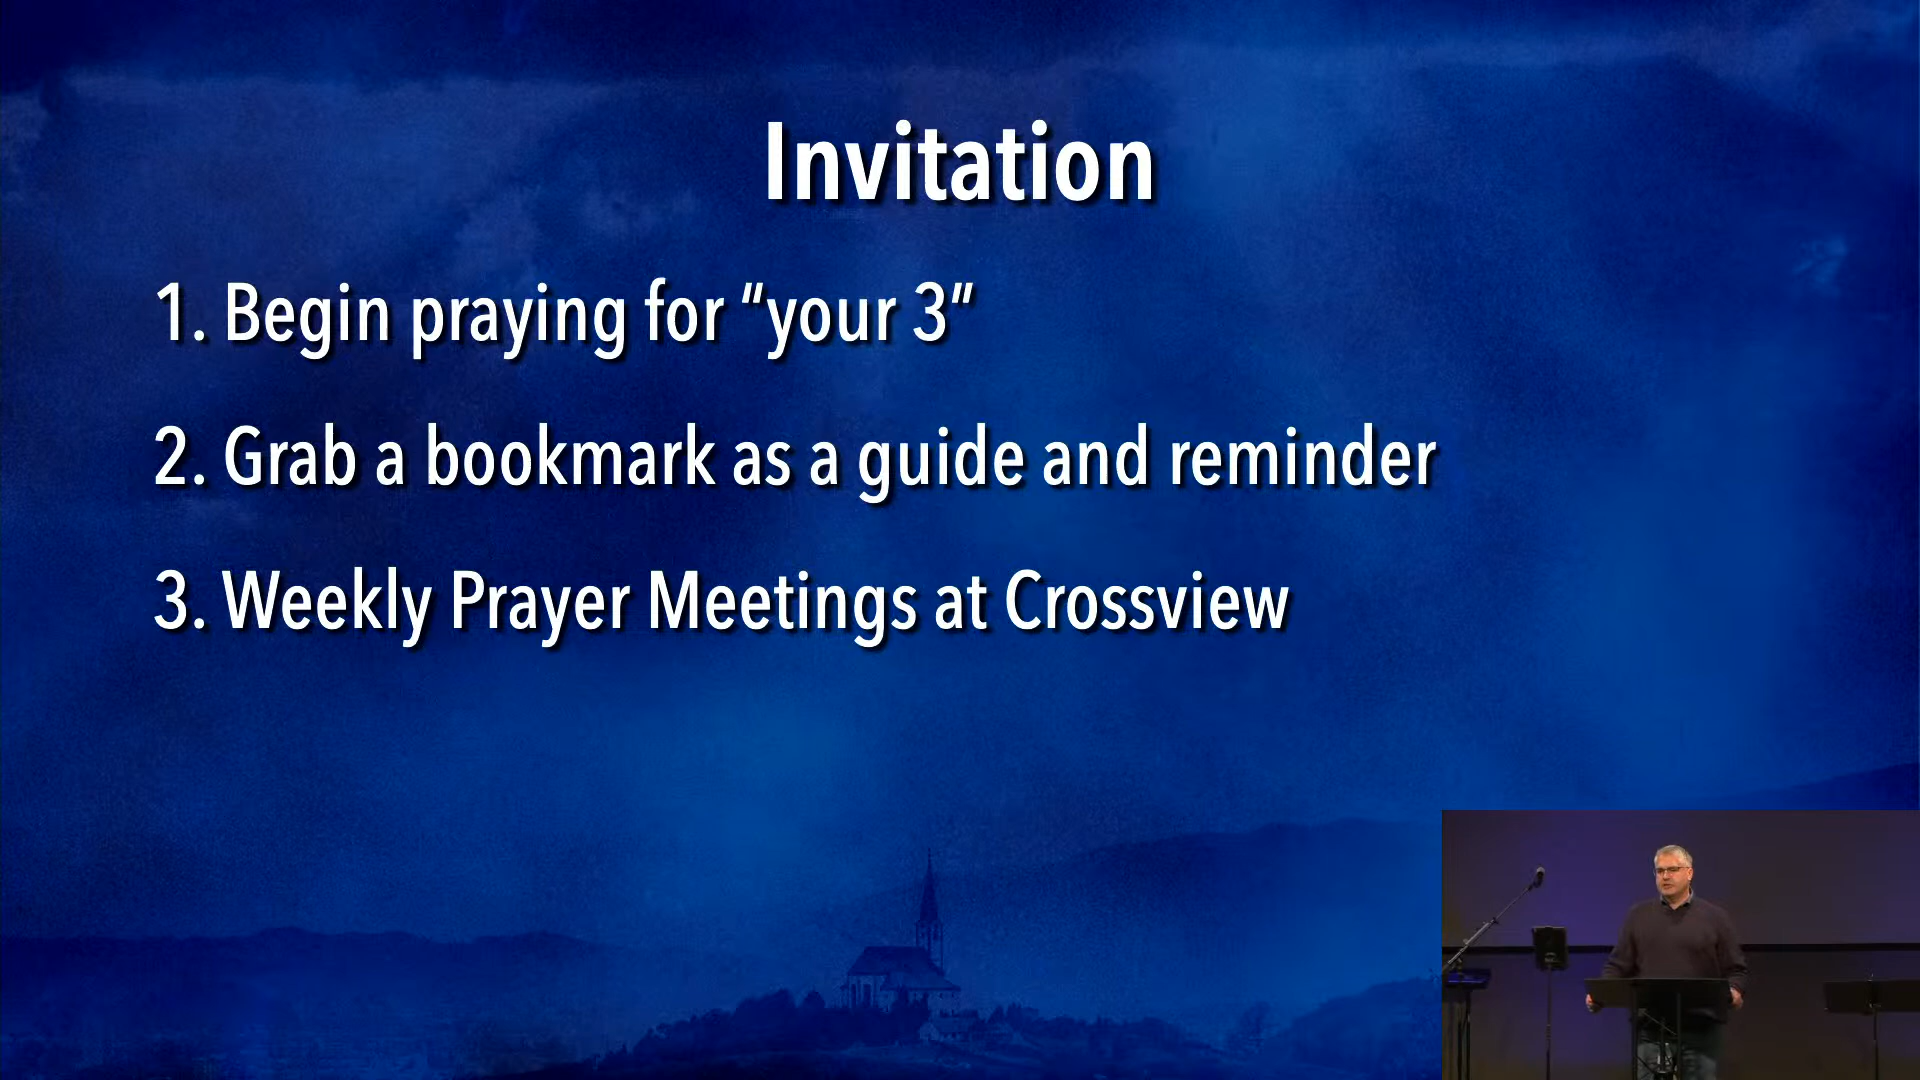 Invitation
1. Begin praying for “your 3”
2. Grab a bookmark as a guide and reminder
3. Weekly Prayer Meetings at Crossview